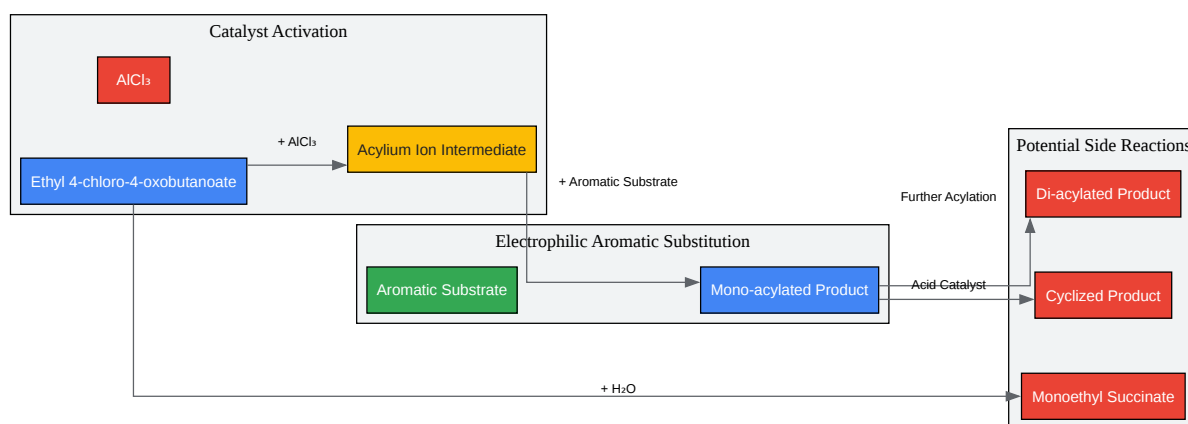 Catalyst Activation
AlCl₃
+ AlCl₃
Acylium Ion Intermediate
Ethyl 4-chloro-4-oxobutanoate
+ Aromatic Substrate
Electrophilic Aromatic Substitution
Aromatic Substrate
Mono-acylated Product
Further Acylation
Acid Catalyst
+ H₂O
Potential Side Reactions
Di-acylated Product
Cyclized Product
Monoethyl Succinate